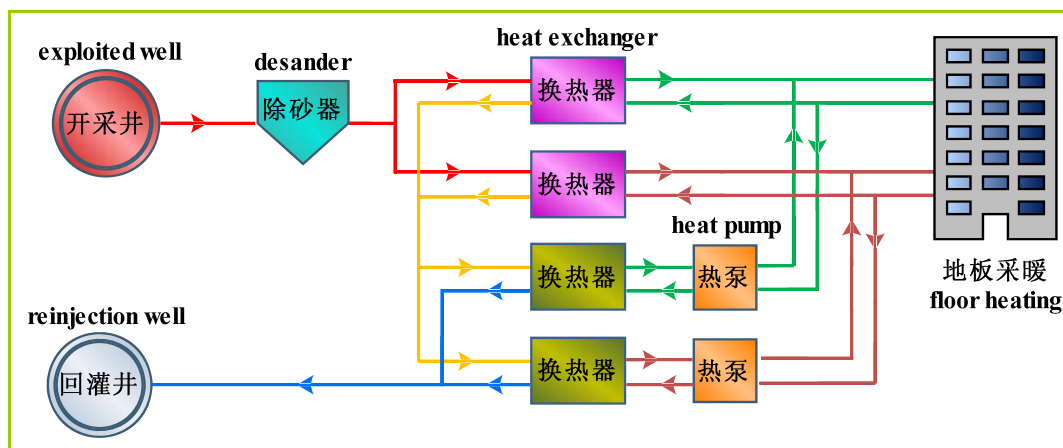 exploited well
开采井
desander
除砂器
heat exchanger
换热器
换热器
heat pump
换热器
热泵
换热器
热泵
地板采暖
floor heating
reinjection well
回灌井